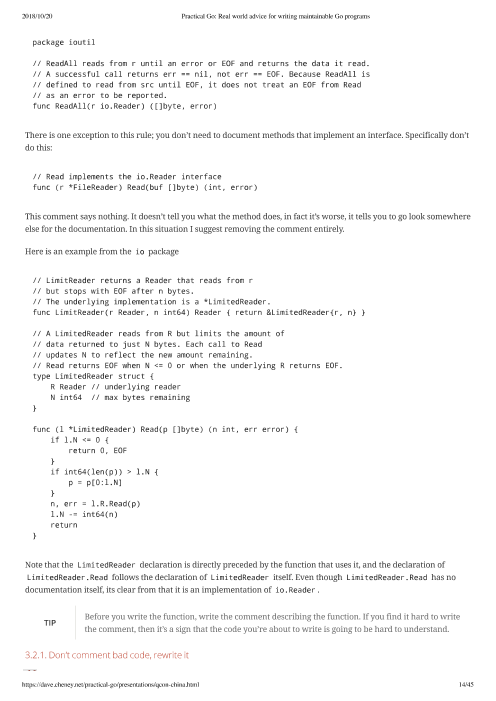 2018/10/20 Practical Go: Real world advice for writing maintainable Go programs
package ioutil
// ReadAll reads from r until an error or EOF and returns the data it read.
// A successful call returns err == nil, not err == EOF. Because ReadAll is
// defined to read from src until EOF, it does not treat an EOF from Read
// as an error to be reported.
func ReadAll(r io.Reader) ([]byte, error)
There is one exception to this rule; you don’t need to document methods that implement an interface. Specifically don’t
do this:
// Read implements the io.Reader interface
func (r *FileReader) Read(buf []byte) (int, error)
This comment says nothing. It doesn’t tell you what the method does, in fact it’s worse, it tells you to go look somewhere
else for the documentation. In this situation I suggest removing the comment entirely.
Here is an example from the io package
// LimitReader returns a Reader that reads from r
// but stops with EOF after n bytes.
// The underlying implementation is a *LimitedReader.
func LimitReader(r Reader, n int64) Reader { return &LimitedReader{r, n} }
// A LimitedReader reads from R but limits the amount of
// data returned to just N bytes. Each call to Read
// updates N to reflect the new amount remaining.
// Read returns EOF when N <= 0 or when the underlying R returns EOF.
type LimitedReader struct {
    R Reader // underlying reader
    N int64  // max bytes remaining
}
func (l *LimitedReader) Read(p []byte) (n int, err error) {
    if l.N <= 0 {
        return 0, EOF
    }
    if int64(len(p)) > l.N {
        p = p[0:l.N]
    }
    n, err = l.R.Read(p)
    l.N -= int64(n)
    return
}
Note that the LimitedReader declaration is directly preceded by the function that uses it, and the declaration of
LimitedReader.Read follows the declaration of LimitedReader itself. Even though LimitedReader.Read has no
documentation itself, its clear from that it is an implementation of io.Reader.
TIP
Before you write the function, write the comment describing the function. If you find it hard to write
the comment, then it’s a sign that the code you’re about to write is going to be hard to understand.
3.2.1. Don’t comment bad code, rewrite it
https://dave.cheney.net/practical-go/presentations/qcon-china.html 14/45